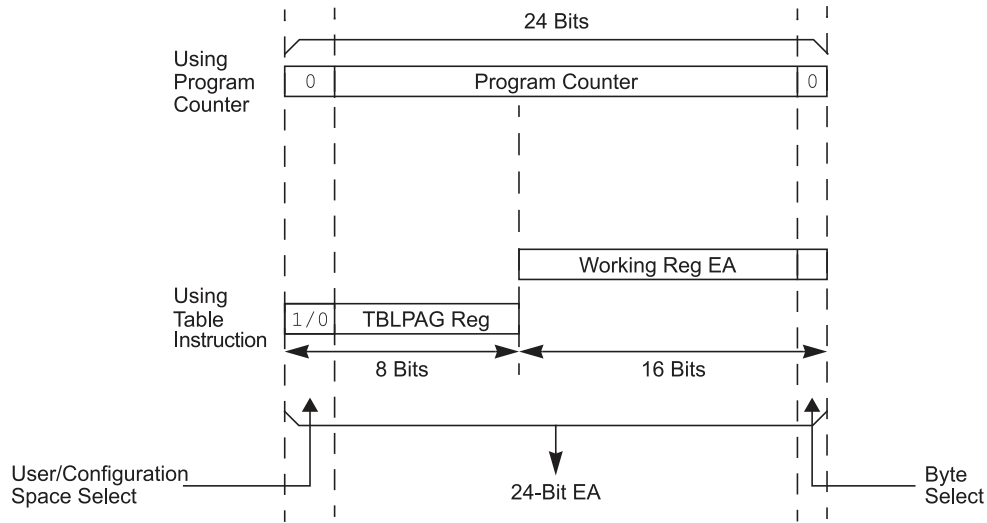 24 Bits
Using
Program
Counter
0
Program Counter
0
Working Reg EA
Using
Table
Instruction
1/0
TBLPAG Reg
8 Bits
16 Bits
User/Configuration
Space Select
24-Bit EA
Byte
Select